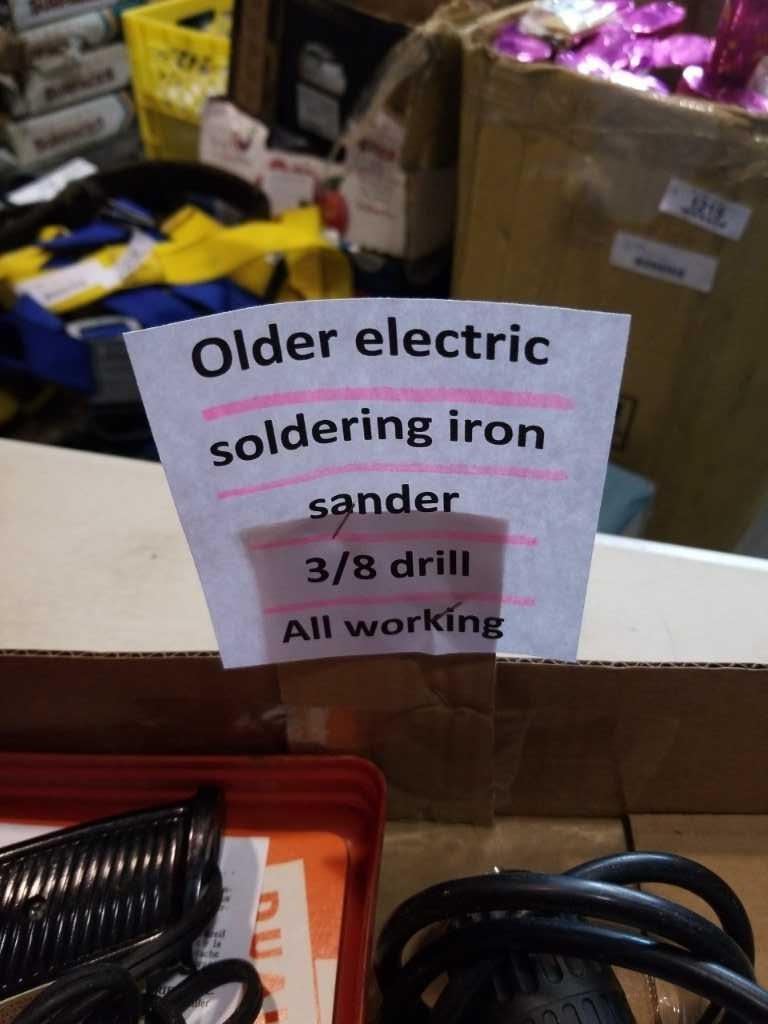 Older electric
soldering iron
sander
3/8 drill
All working